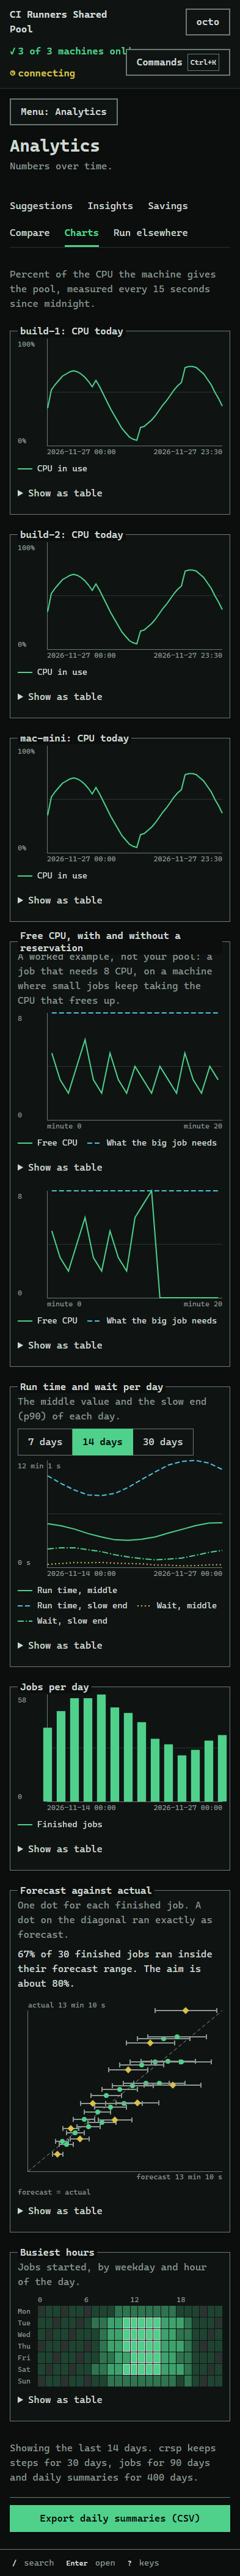 CI Runners Shared
Pool
octo
✓ 3 of 3 machines onl
Commands Ctrl+K
connecting
Menu: Analytics
Analytics
Numbers over time.
Suggestions Insights Savings
Compare Charts Run elsewhere
Percent of the CPU the machine gives
the pool, measured every 15 seconds
since midnight.
build-1: CPU today
100%
0%
2026-11-27 00:00 2026-11-27 23:30
CPU in use
▶ Show as table
build-2: CPU today
100%
0%
2026-11-27 00:00 2026-11-27 23:30
CPU in use
▶ Show as table
mac-mini: CPU today
100%
0%
2026-11-27 00:00 2026-11-27 23:30
CPU in use
▶ Show as table
Free CPU, with and without a
reservation
A worked example, not your pool: a
job that needs 8 CPU, on a machine
where small jobs keep taking the
CPU that frees up.
8
0
minute 0 minute 20
Free CPU What the big job needs
▶ Show as table
8
0
minute 0 minute 20
Free CPU What the big job needs
▶ Show as table
Run time and wait per day
The middle value and the slow end
(p90) of each day.
7 days 14 days 30 days
12 min 1 s
0 s
2026-11-14 00:00 2026-11-27 00:00
Run time, middle
Run time, slow end Wait, middle
Wait, slow end
▶ Show as table
Jobs per day
58
0
2026-11-14 00:00 2026-11-27 00:00
Finished jobs
▶ Show as table
Forecast against actual
One dot for each finished job. A
dot on the diagonal ran exactly as
forecast.
67% of 30 finished jobs ran inside
their forecast range. The aim is
about 80%.
actual 13 min 10 s
forecast 13 min 10 s
forecast = actual
▶ Show as table
Busiest hours
Jobs started, by weekday and hour
of the day.
0 6 12 18
Mon
Tue
Wed
Thu
Fri
Sat
Sun
▶ Show as table
Showing the last 14 days. crsp keeps
steps for 30 days, jobs for 90 days
and daily summaries for 400 days.
Export daily summaries (CSV)
/ search Enter open ? keys